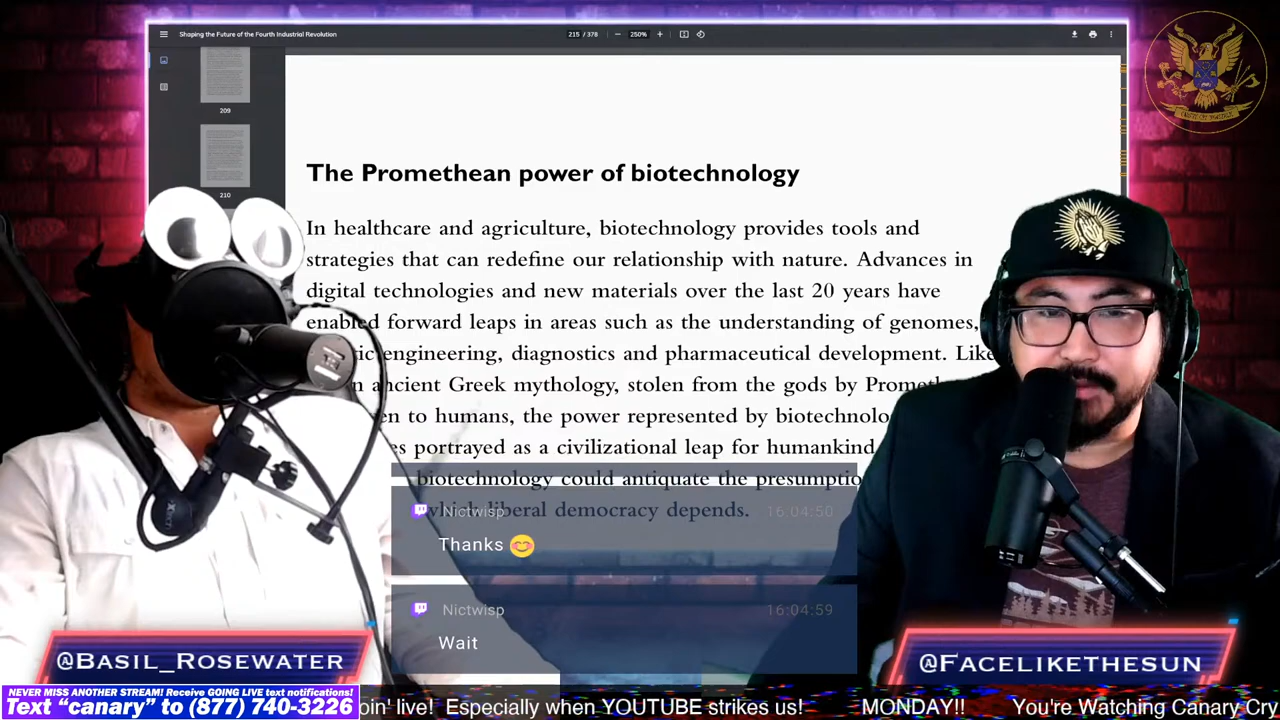 Shaping the Future of the Fourth Industrial Revolution
215 / 378
250%
209
210
The Promethean power of biotechnology
In healthcare and agriculture, biotechnology provides tools and
strategies that can redefine our relationship with nature. Advances in
digital technologies and new materials over the last 20 years have
enabled forward leaps in areas such as the understanding of genomes,
engineering, diagnostics and pharmaceutical development. Like
ancient Greek mythology, stolen from the gods by
to humans, the power represented by
portrayed as a civilizational leap for humankind
biotechnology could antiquate the
which liberal democracy depends.
Nictwisp 16:04:50
Thanks 😊
Nictwisp 16:04:59
Wait
@BASIL_ROSEWATER
@FACELIKETHESUN
NEVER MISS ANOTHER STREAM! Receive GOING LIVE text notifications!
Text "canary" to (877) 740-3226
oin' live! Especially when YOUTUBE strikes us! MONDAY!! You're Watching Canary Cry